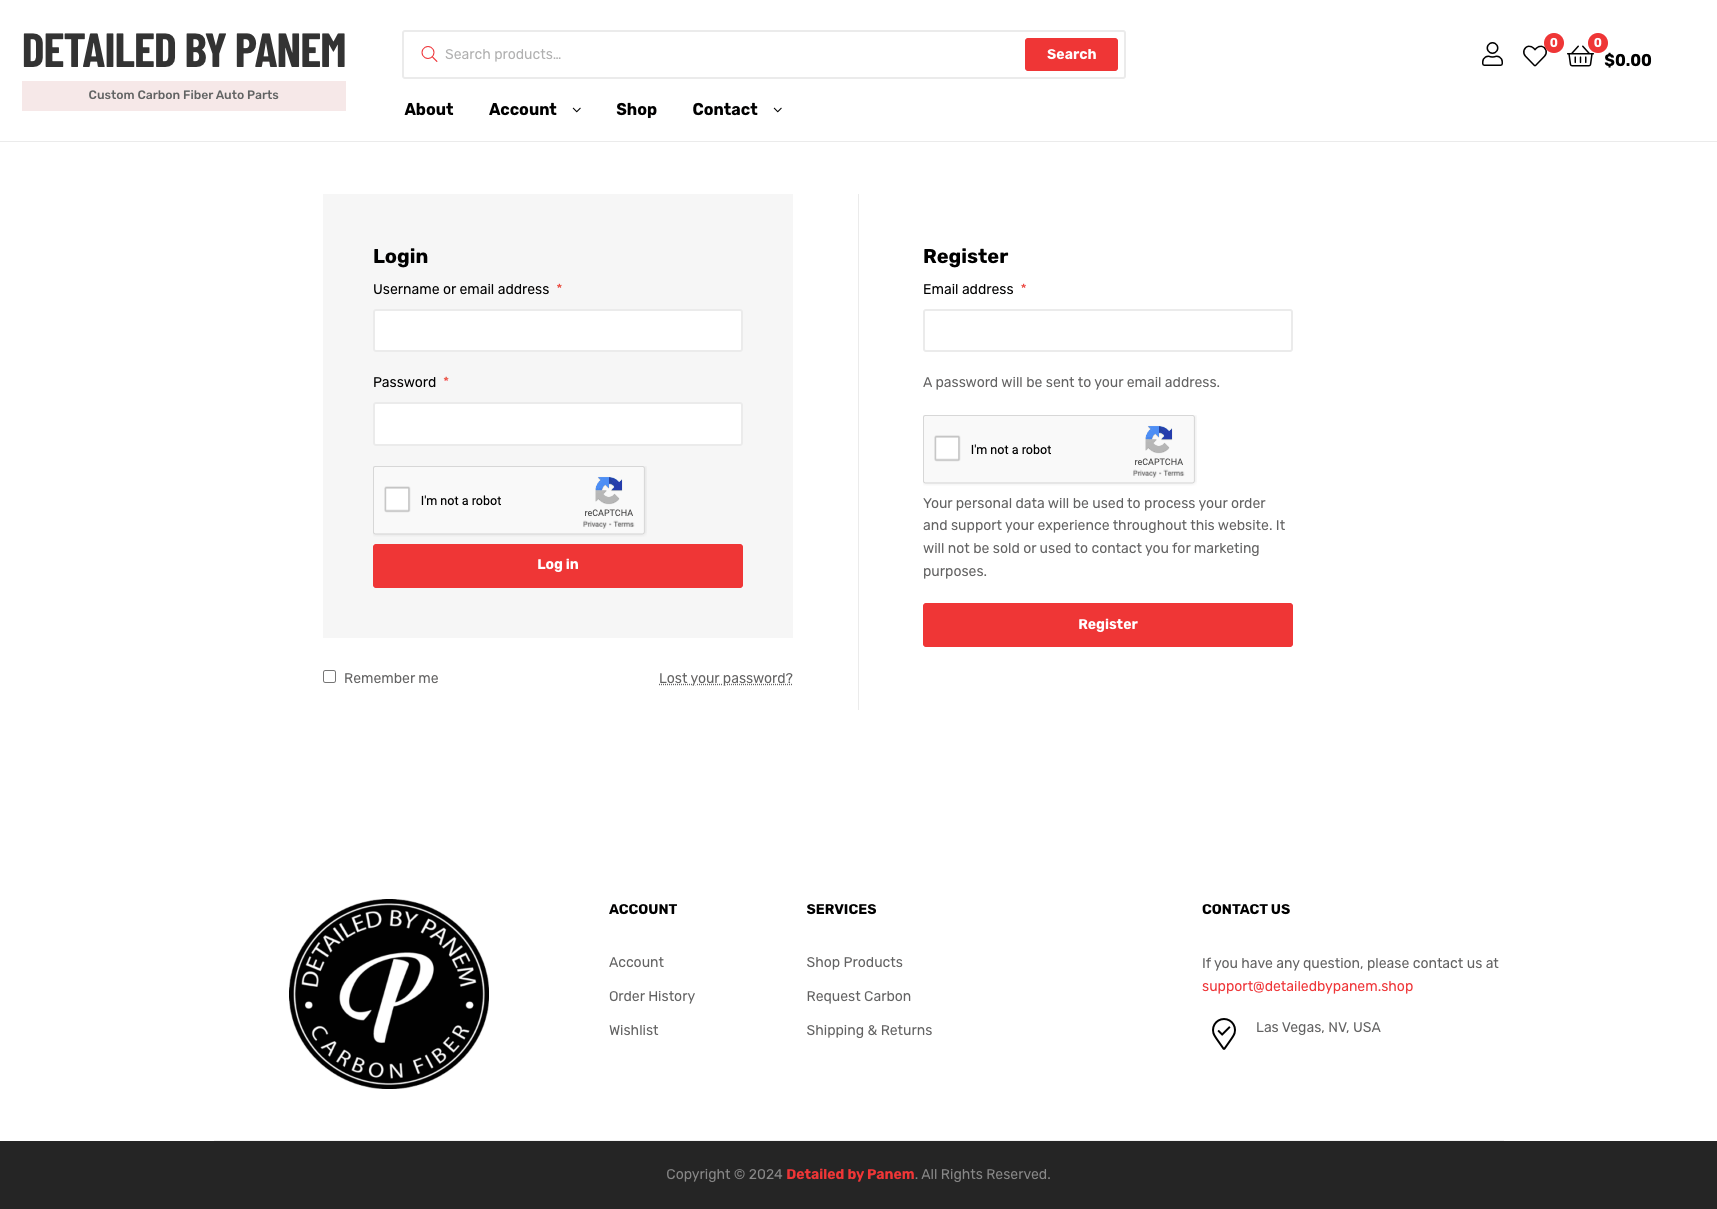 DETAILED BY PANEM
Custom Carbon Fiber Auto Parts
Search products...
Search
0
0
$0.00
About
Account
Shop
Contact
Login
Username or email address *
Password *
I'm not a robot
reCAPTCHA
Privacy - Terms
Log in
Remember me
Lost your password?
Register
Email address *
A password will be sent to your email address.
I'm not a robot
reCAPTCHA
Privacy - Terms
Your personal data will be used to process your order
and support your experience throughout this website. It
will not be sold or used to contact you for marketing
purposes.
Register
DETAILED BY PANEM
P
CARBON FIBER
ACCOUNT
Account
Order History
Wishlist
SERVICES
Shop Products
Request Carbon
Shipping & Returns
CONTACT US
If you have any question, please contact us at
support@detailedbypanem.shop
Las Vegas, NV, USA
Copyright © 2024 Detailed by Panem. All Rights Reserved.